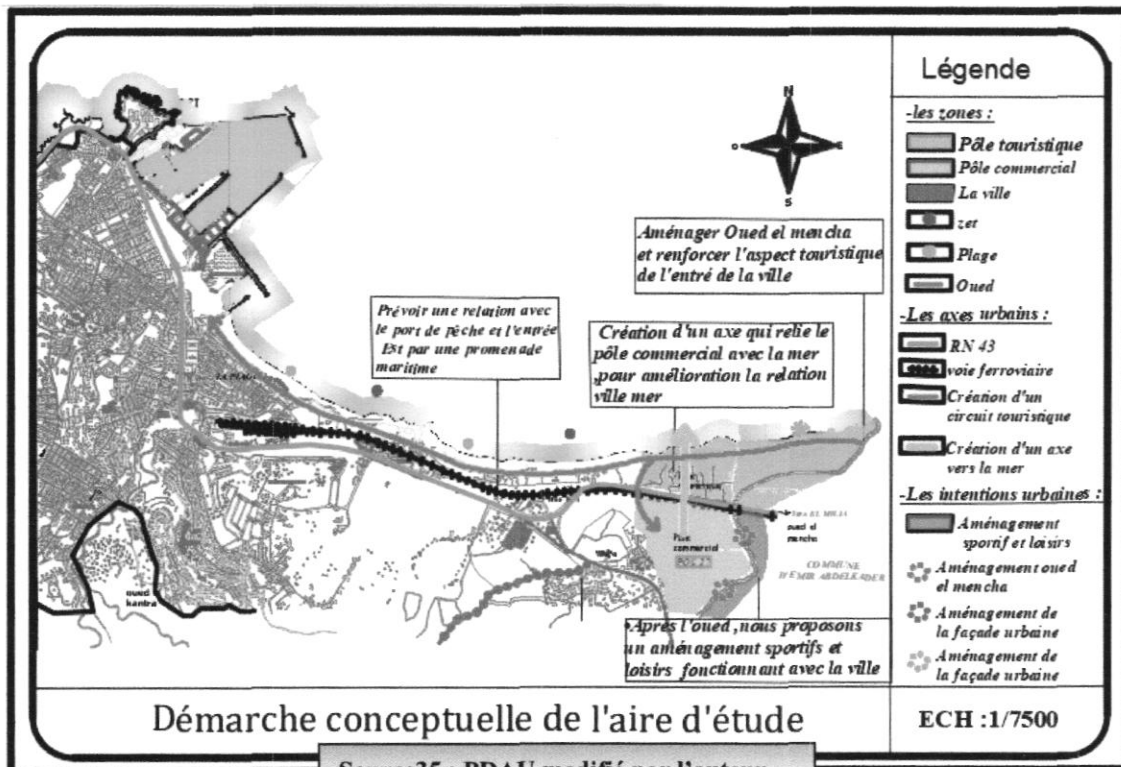 Légende
-les zones :
Pôle touristique
Pôle commercial
La ville
zet
Plage
Oued
-Les axes urbains :
RN 43
voie ferroviaire
Création d'un
circuit touristique
Création d'un axe
vers la mer
-Les intentions urbaines :
Aménagement
sportif et loisirs
Aménagement oued
el mencha
Aménagement de
la façade urbaine
Aménagement de
la façade urbaine
N
O
E
S
Aménager Oued el mencha
et renforcer l'aspect touristique
de l'entré de la ville
Prévoir une relation avec
le port de pêche et l'entrée
Est par une promenade
maritime
Création d'un axe qui relie le
pôle commercial avec la mer
,pour amélioration la relation
ville mer
LA PLAGE
oued el
mencha
COMMUNE
D'EMIR ABDELKADER
commercial
oued
kantra
Après l'oued ,nous proposons
un aménagement sportifs et
loisirs fonctionnant avec la ville
Démarche conceptuelle de l'aire d'étude
ECH :1/7500